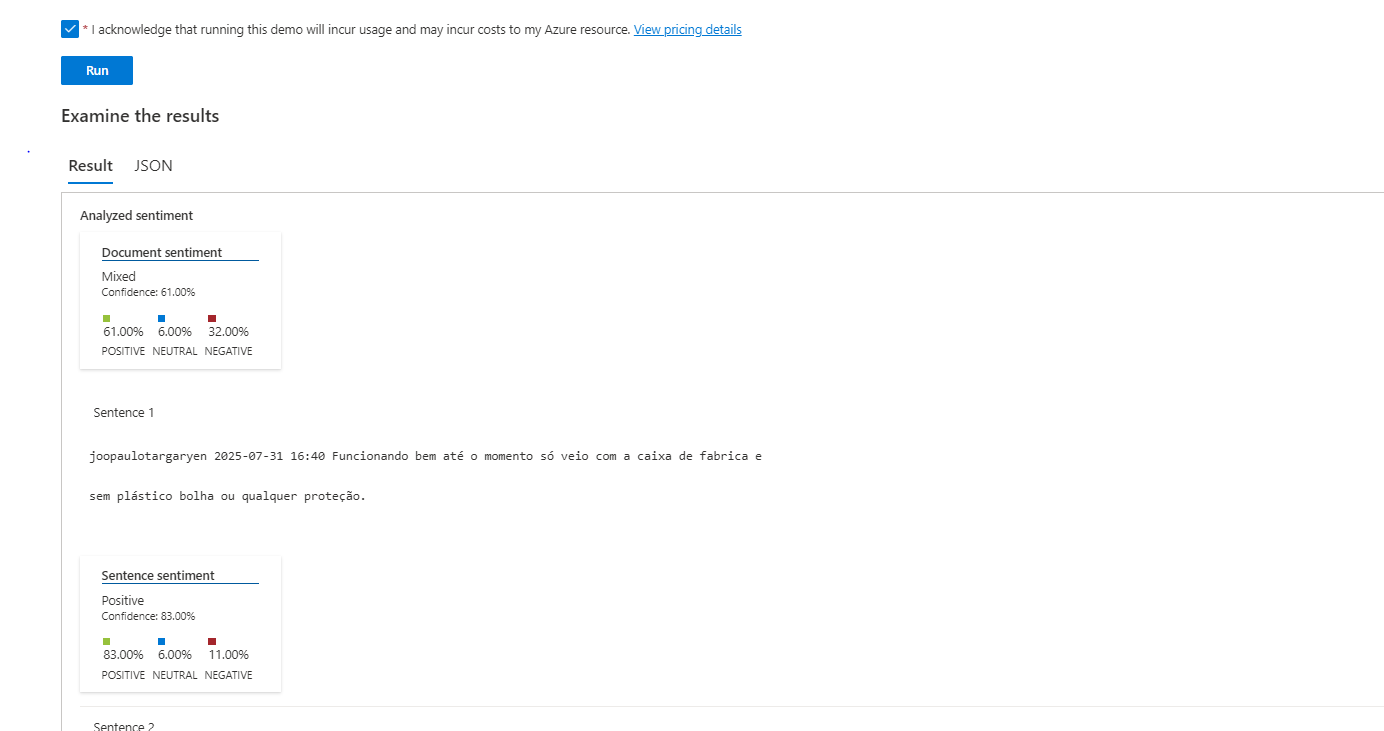 * I acknowledge that running this demo will incur usage and may incur costs to my Azure resource. View pricing details
Run
Examine the results
Result JSON
Analyzed sentiment
Document sentiment
Mixed
Confidence: 61.00%
61.00% 6.00% 32.00%
POSITIVE NEUTRAL NEGATIVE
Sentence 1
joopaulotargaryen 2025-07-31 16:40 Funcionando bem até o momento só veio com a caixa de fabrica e
sem plástico bolha ou qualquer proteção.
Sentence sentiment
Positive
Confidence: 83.00%
83.00% 6.00% 11.00%
POSITIVE NEUTRAL NEGATIVE
Sentence 2